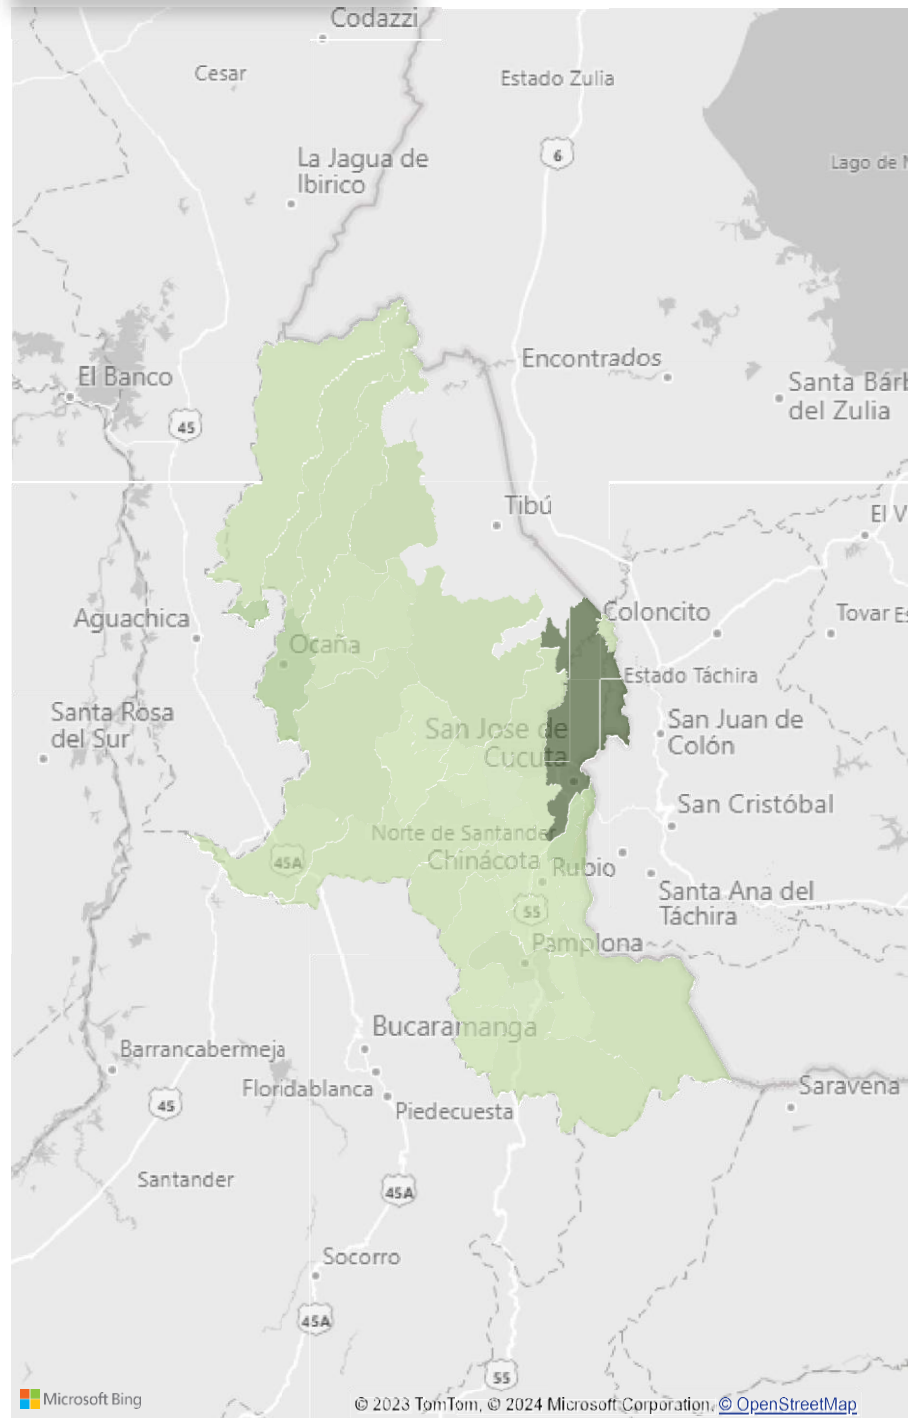 Codazzi
Cesar
Estado Zulia
6
La Jagua de
Ibirico
Lago de
Encontrados
El Banco
Santa Bárb
del Zulia
45
Tibú
El V
Aguachica
Coloncito
Tovar Es
Ocaña
Estado Táchira
Santa Rosa
del Sur
San Jose de
Cucuta
San Juan de
Colón
San Cristóbal
Norte de Santander
Chinácota
Rubio
45A
Santa Ana del
Táchira
55
Pamplona
Bucaramanga
Barrancabermeja
Floridablanca
Saravena
45
Piedecuesta
Santander
45A
Socorro
45A
55
Microsoft Bing
© 2023 TomTom, © 2024 Microsoft Corporation, © OpenStreetMap